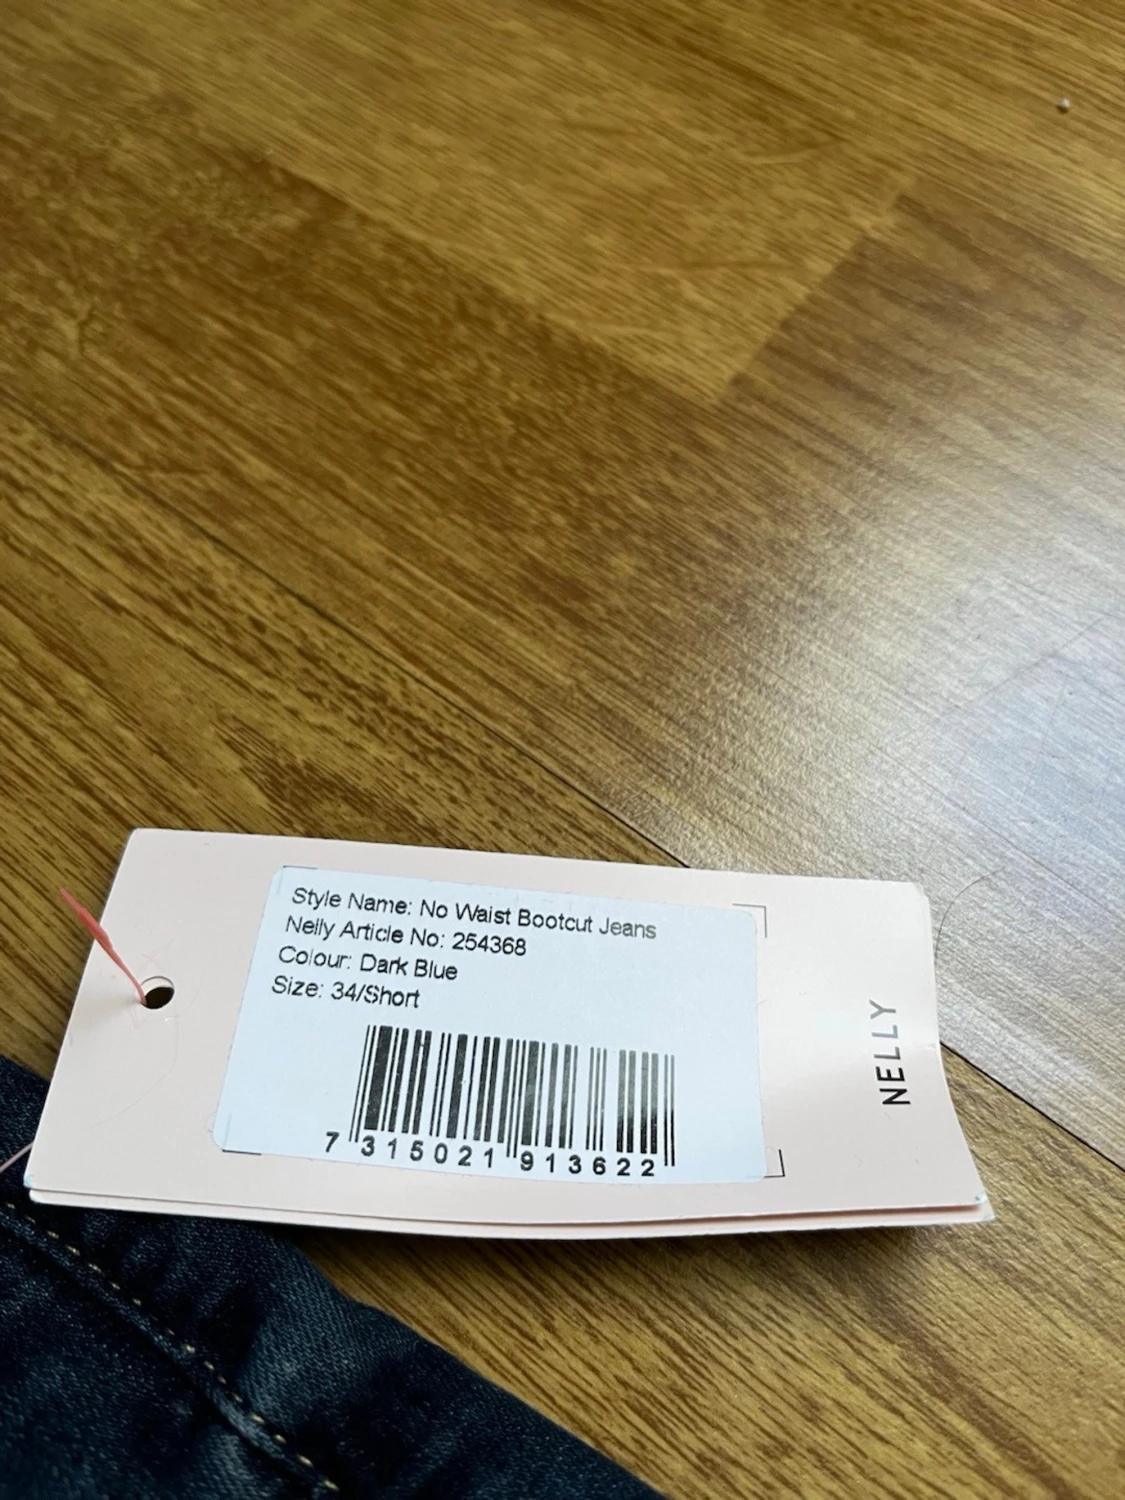 Style Name: No Waist Bootcut Jeans
Nelly Article No: 254368
Colour: Dark Blue
Size: 34/Short
7 315021 913622
NELLY